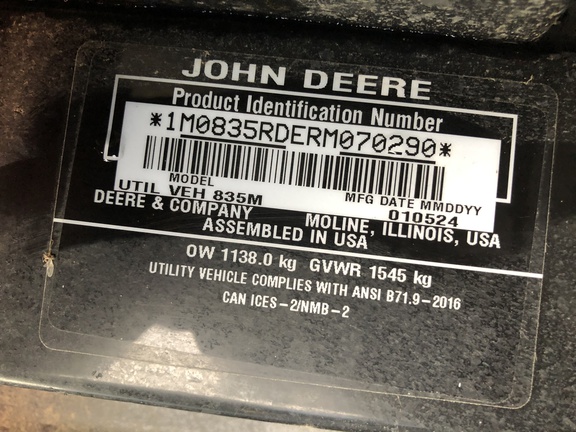 JOHN DEERE
Product Identification Number
*1M0835RDERM070290*
MODEL
UTIL VEH 835M
MFG DATE MMDDYY
010524
DEERE & COMPANY
MOLINE, ILLINOIS, USA
ASSEMBLED IN USA
OW 1138.0 kg GVWR 1545 kg
UTILITY VEHICLE COMPLIES WITH ANSI B71.9-2016
CAN ICES-2/NMB-2